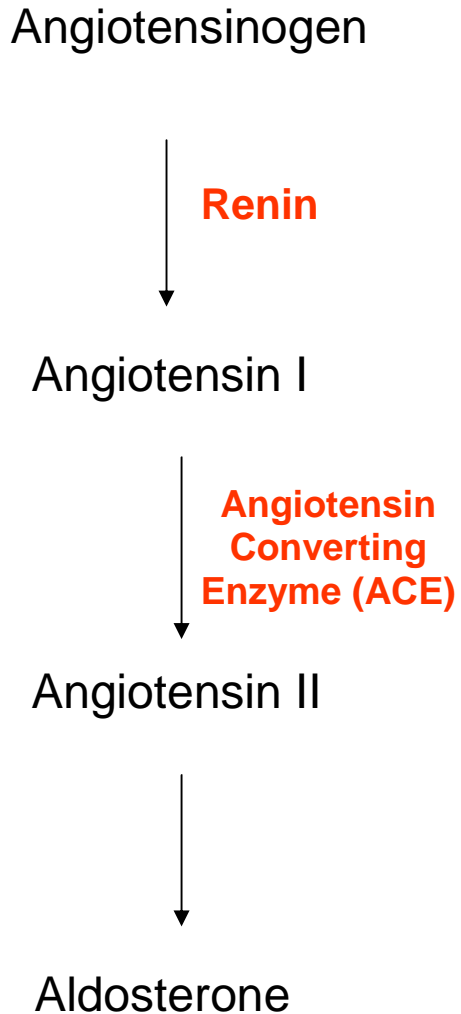 Angiotensinogen
Renin
Angiotensin I
Angiotensin
Converting
Enzyme (ACE)
Angiotensin II
Aldosterone